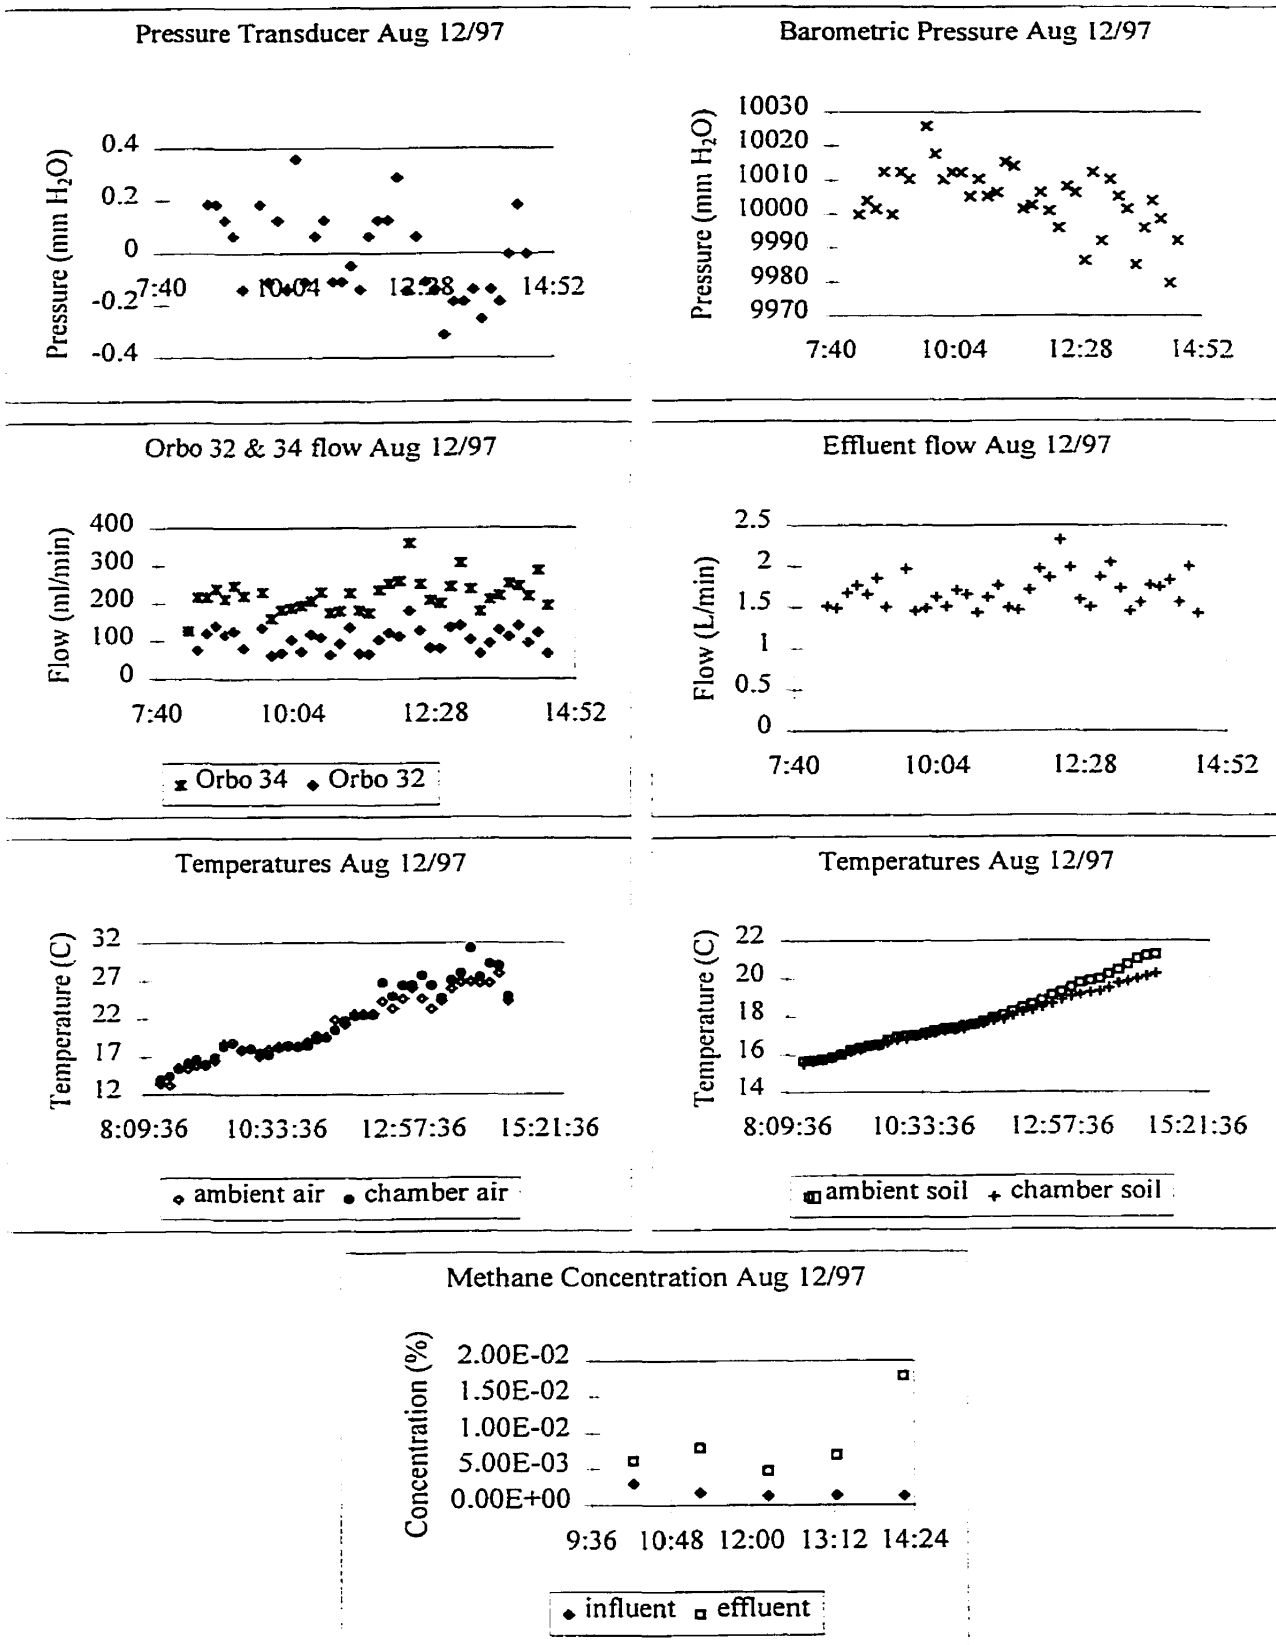 Pressure Transducer Aug 12/97
Pressure (mm H₂O)
0.4
0.2
0
-0.2
-0.4
7:40 10:04 12:28 14:52
Barometric Pressure Aug 12/97
Pressure (mm H₂O)
10030
10020
10010
10000
9990
9980
9970
7:40 10:04 12:28 14:52
Orbo 32 & 34 flow Aug 12/97
Flow (ml/min)
400
300
200
100
0
7:40 10:04 12:28 14:52
Orbo 34 Orbo 32
Effluent flow Aug 12/97
Flow (L/min)
2.5
2
1.5
1
0.5
0
7:40 10:04 12:28 14:52
Temperatures Aug 12/97
Temperature (C)
32
27
22
17
12
8:09:36 10:33:36 12:57:36 15:21:36
ambient air chamber air
Temperatures Aug 12/97
Temperature (C)
22
20
18
16
14
8:09:36 10:33:36 12:57:36 15:21:36
ambient soil chamber soil
Methane Concentration Aug 12/97
Concentration (%)
2.00E-02
1.50E-02
1.00E-02
5.00E-03
0.00E+00
9:36 10:48 12:00 13:12 14:24
influent effluent